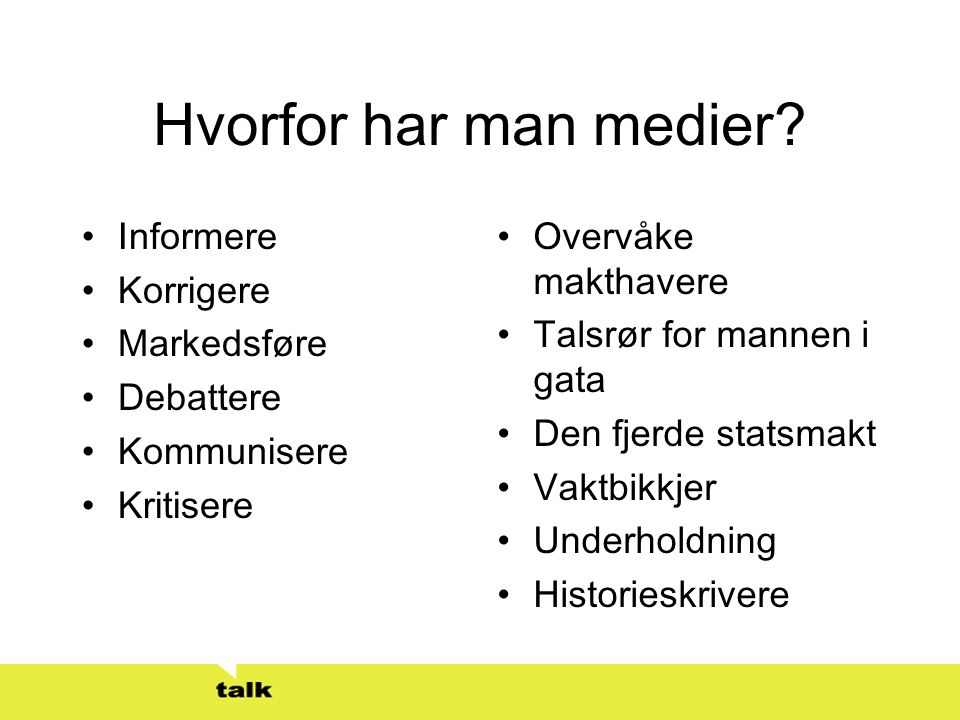 Hvorfor har man medier?
• Informere
• Korrigere
• Markedsføre
• Debattere
• Kommunisere
• Kritisere
• Overvåke
makthavere
• Talsrør for mannen i
gata
• Den fjerde statsmakt
• Vaktbikkjer
• Underholdning
• Historieskrivere
talk